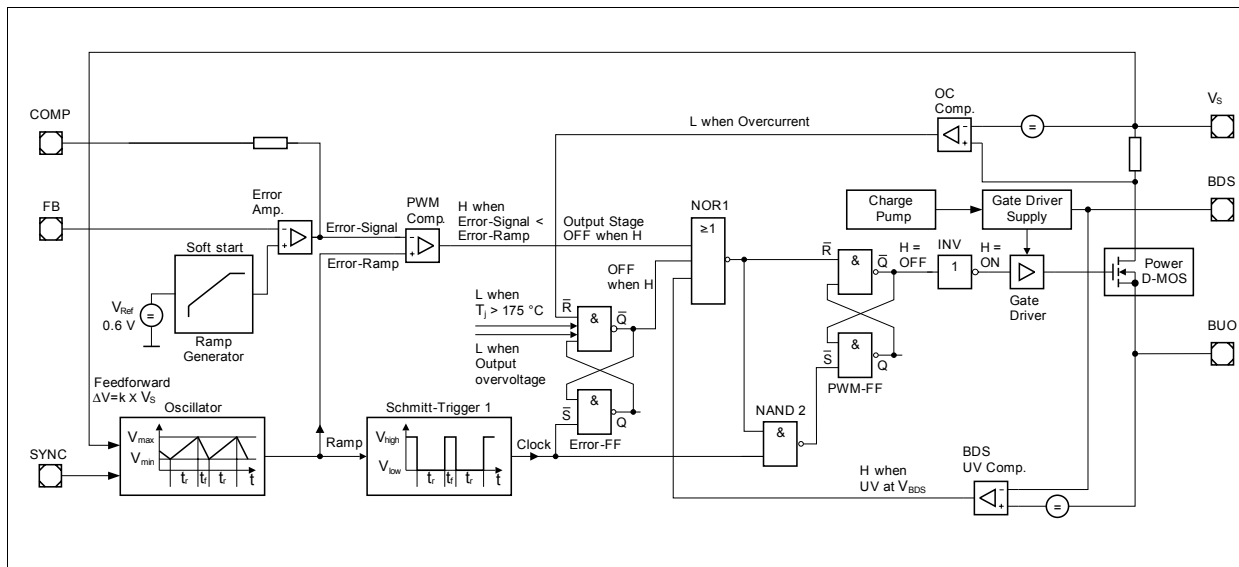 COMP
FB
Error
Amp.
Soft start
V_Ref
0.6 V
Ramp
Generator
Error-Signal
Error-Ramp
PWM
Comp.
H when
Error-Signal <
Error-Ramp
Output Stage
OFF when H
L when Overcurrent
OC
Comp.
-
+
=
V_S
BDS
BUO
NOR1
≥1
OFF
when H
L when
T_j > 175 °C
L when
Output
overvoltage
R̅
&
Q̅
S̅
&
Q
Error-FF
R̅
&
Q̅
S̅
&
Q
PWM-FF
H =
OFF
INV
1
H =
ON
Charge
Pump
Gate Driver
Supply
Gate
Driver
Power
D-MOS
Feedforward
ΔV=k x V_S
SYNC
Oscillator
V_max
V_min
t_r
t_f
t_r
t
Ramp
Schmitt-Trigger 1
V_high
V_low
t_r
t_f
t_r
t
Clock
NAND 2
&
H when
UV at V_BDS
BDS
UV Comp.
-
+
=